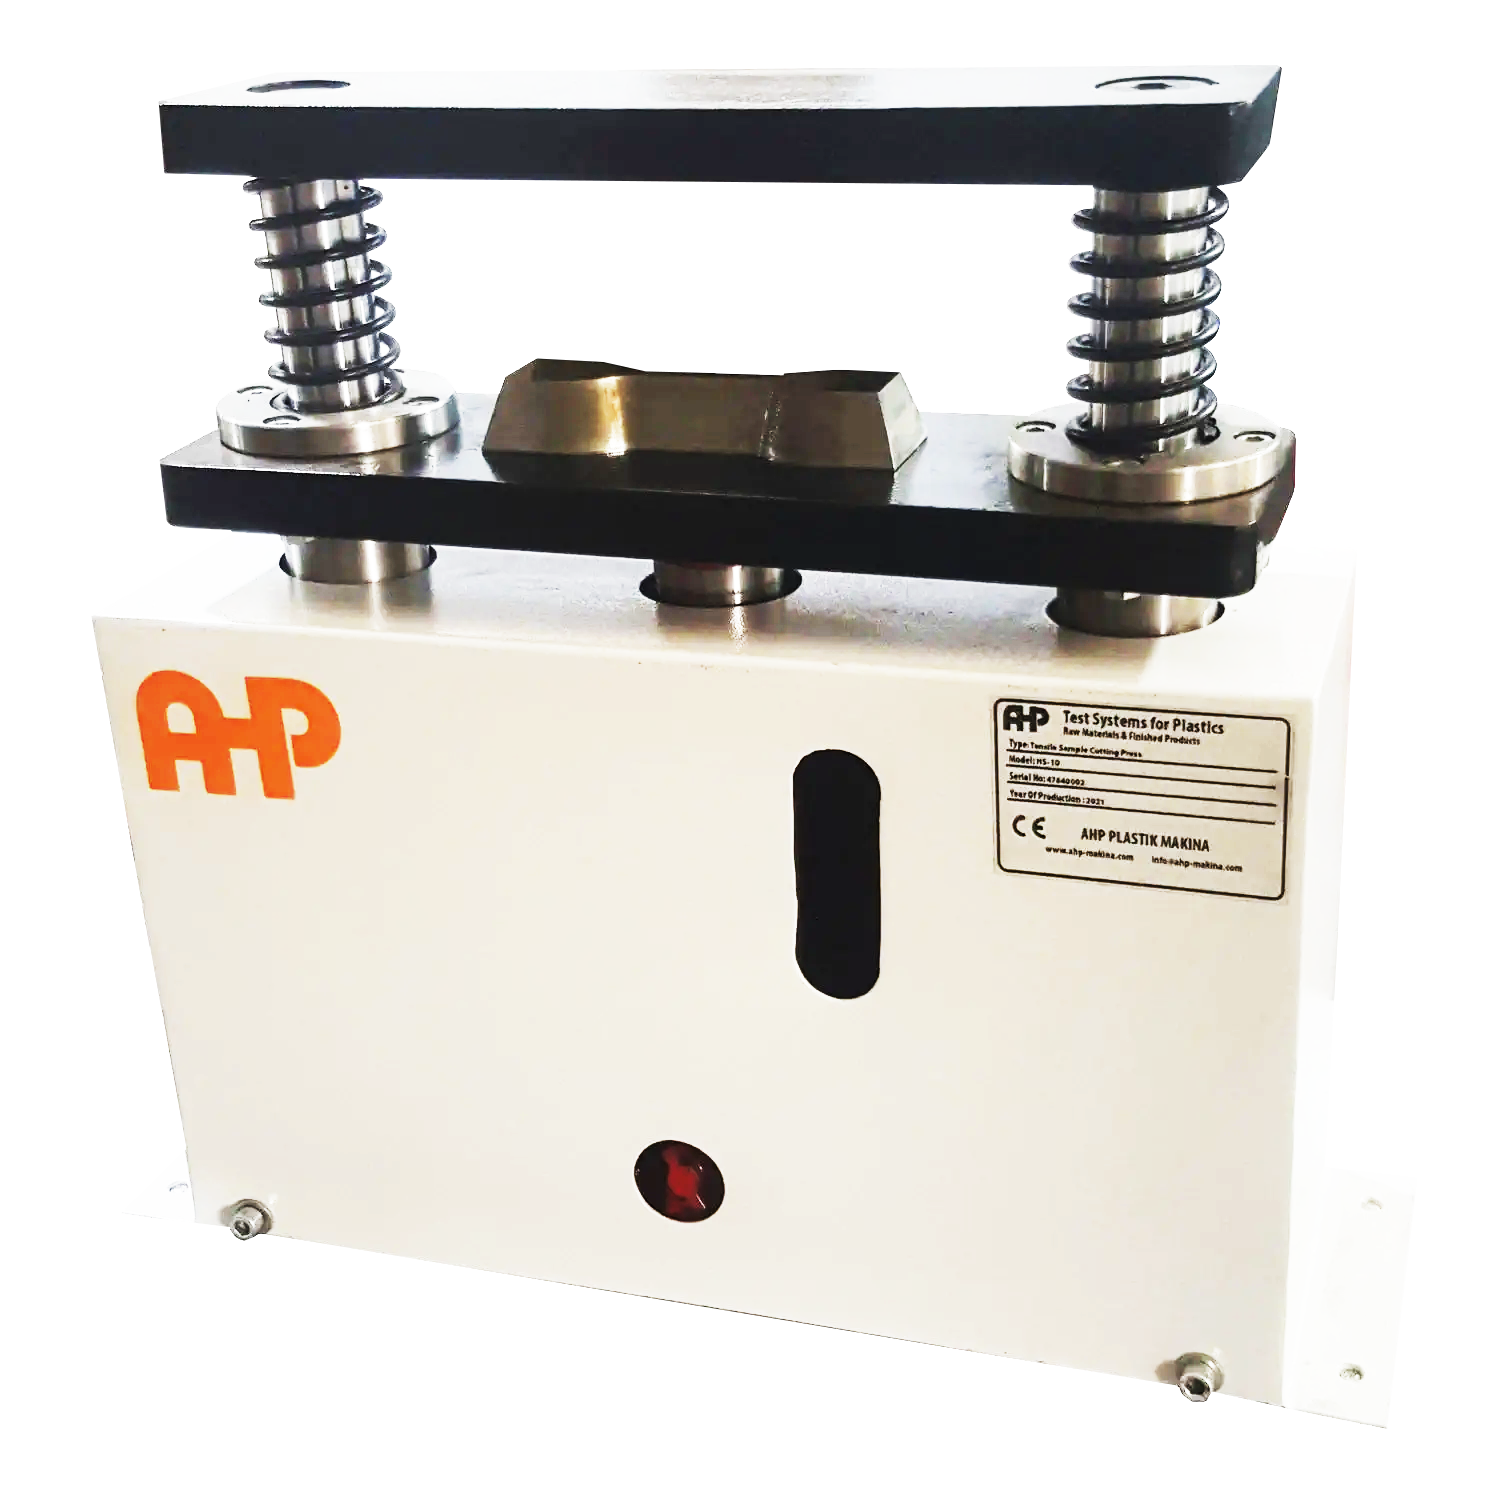 AHP
AHP Test Systems for Plastics
Raw Materials & Finished Products
Type: Tensile Sample Cutting Press
Model: HS-10
Serial No: 47640002
Year Of Production : 2021
CE AHP PLASTIK MAKINA
www.ahp-makina.com info@ahp-makina.com